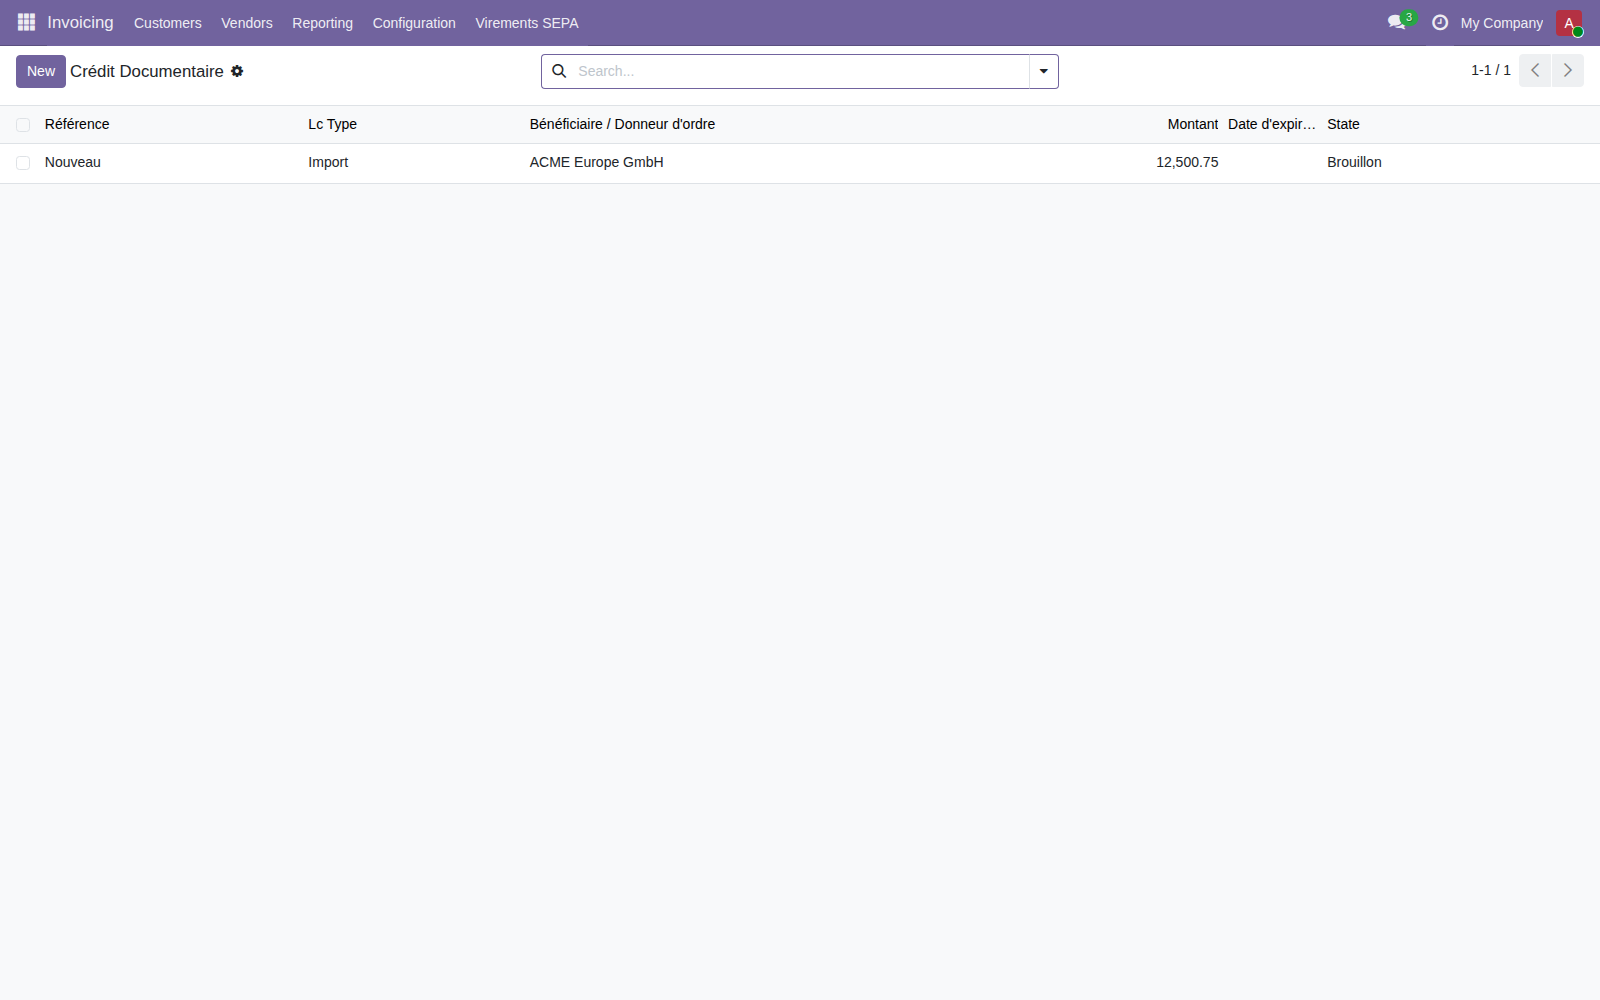 Invoicing Customers Vendors Reporting Configuration Virements SEPA 3 My Company A
New Crédit Documentaire Search... 1-1 / 1
Référence Lc Type Bénéficiaire / Donneur d'ordre Montant Date d'expir… State
Nouveau Import ACME Europe GmbH 12,500.75 Brouillon